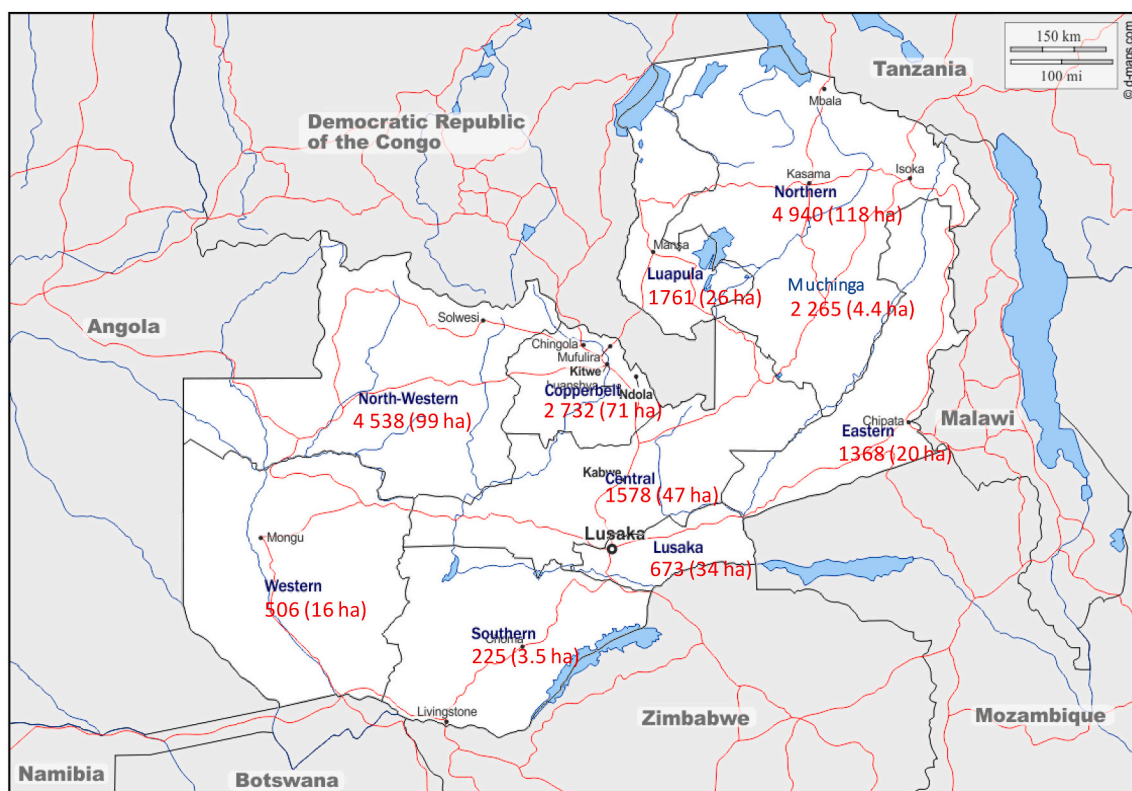 150 km
100 mi
© d-maps.com
Tanzania
Mbala
Democratic Republic
of the Congo
Kasama
Isoka
Northern
4 940 (118 ha)
Mansa
Luapula
1761 (26 ha)
Muchinga
2 265 (4.4 ha)
Angola
Solwesi
Chingola
Mufulira
Kitwe
Luanshya
Copperbelt
Ndola
2 732 (71 ha)
North-Western
4 538 (99 ha)
Malawi
Chipata
Eastern
1368 (20 ha)
Kabwe
Central
1578 (47 ha)
Lusaka
Lusaka
673 (34 ha)
Mongu
Western
506 (16 ha)
Southern
Choma
225 (3.5 ha)
Livingstone
Zimbabwe
Mozambique
Namibia
Botswana